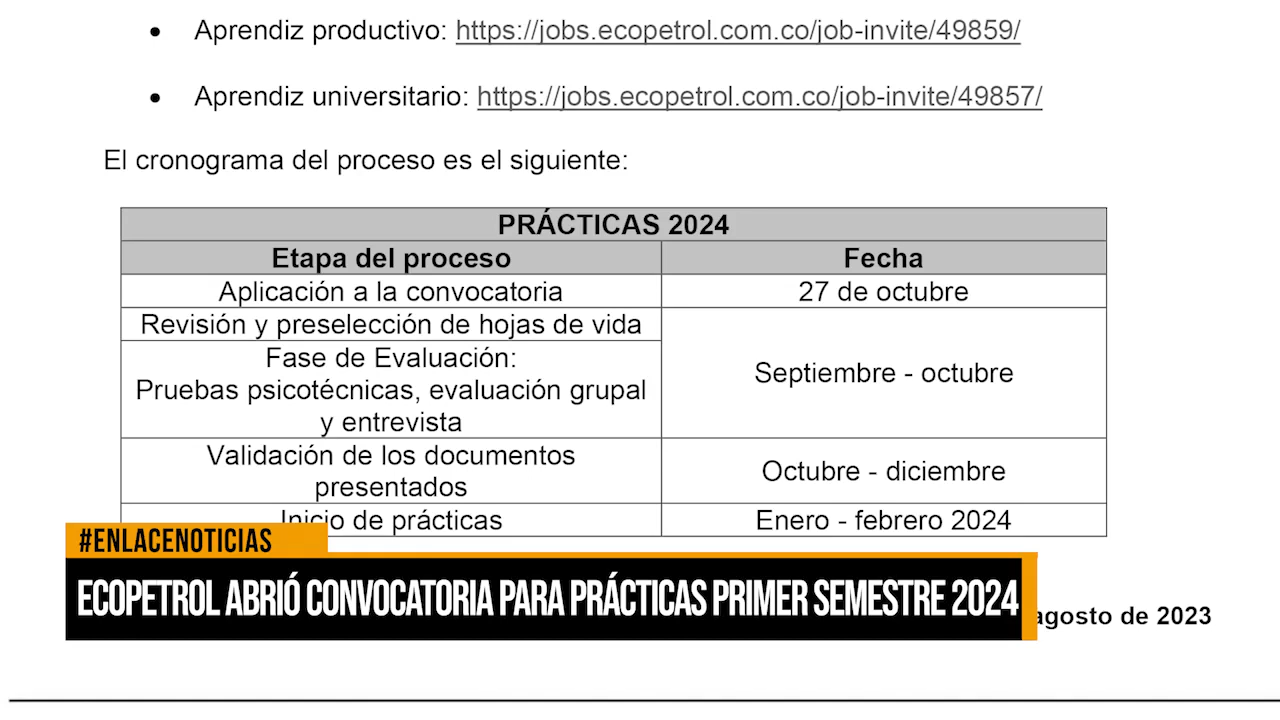 • Aprendiz productivo: https://jobs.ecopetrol.com.co/job-invite/49859/
• Aprendiz universitario: https://jobs.ecopetrol.com.co/job-invite/49857/
El cronograma del proceso es el siguiente:
PRÁCTICAS 2024
Etapa del proceso Fecha
Aplicación a la convocatoria 27 de octubre
Revisión y preselección de hojas de vida
Fase de Evaluación:
Pruebas psicotécnicas, evaluación grupal
y entrevista
Septiembre - octubre
Validación de los documentos
presentados
Octubre - diciembre
Inicio de prácticas Enero - febrero 2024
#ENLACENOTICIAS
ECOPETROL ABRIÓ CONVOCATORIA PARA PRÁCTICAS PRIMER SEMESTRE 2024
agosto de 2023